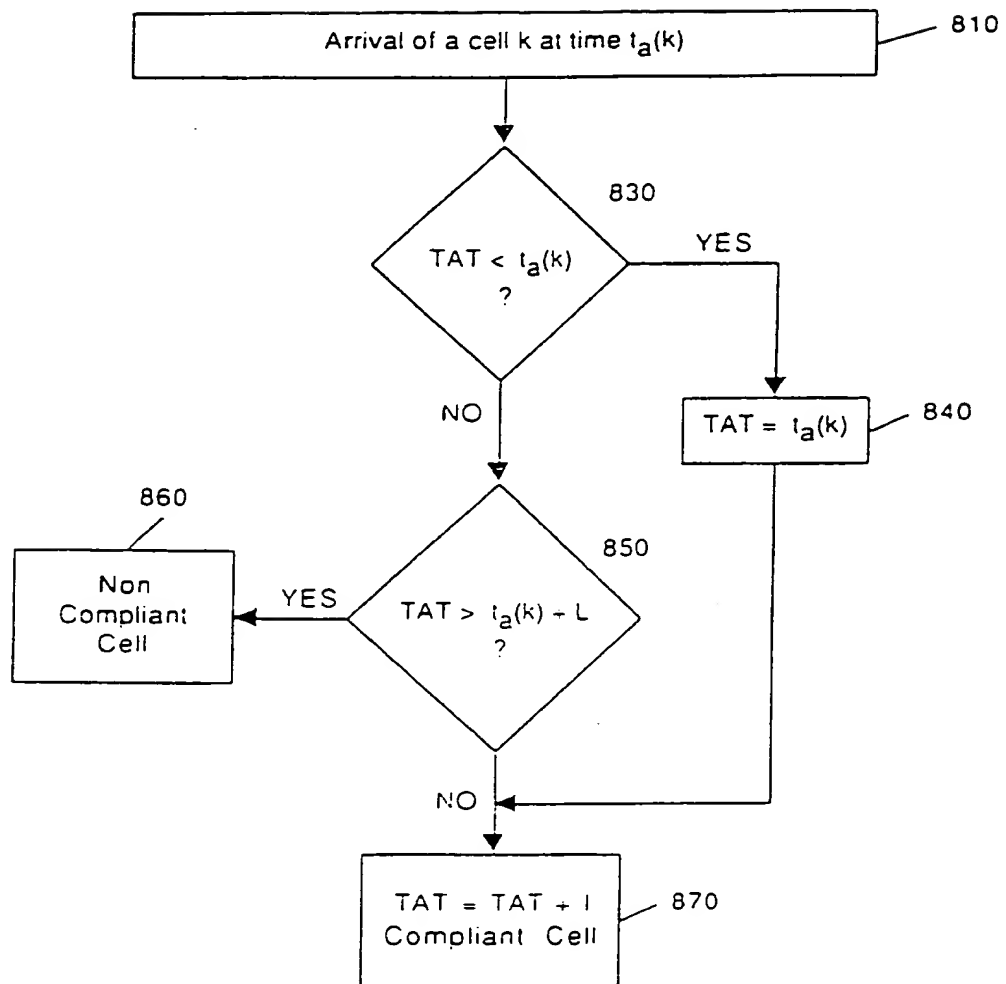 Arrival of a cell k at time ta(k)
810
830
TAT < ta(k)
?
YES
NO
TAT = ta(k)
840
860
850
Non
Compliant
Cell
YES
TAT > ta(k) + L
?
NO
TAT = TAT + I
Compliant Cell
870